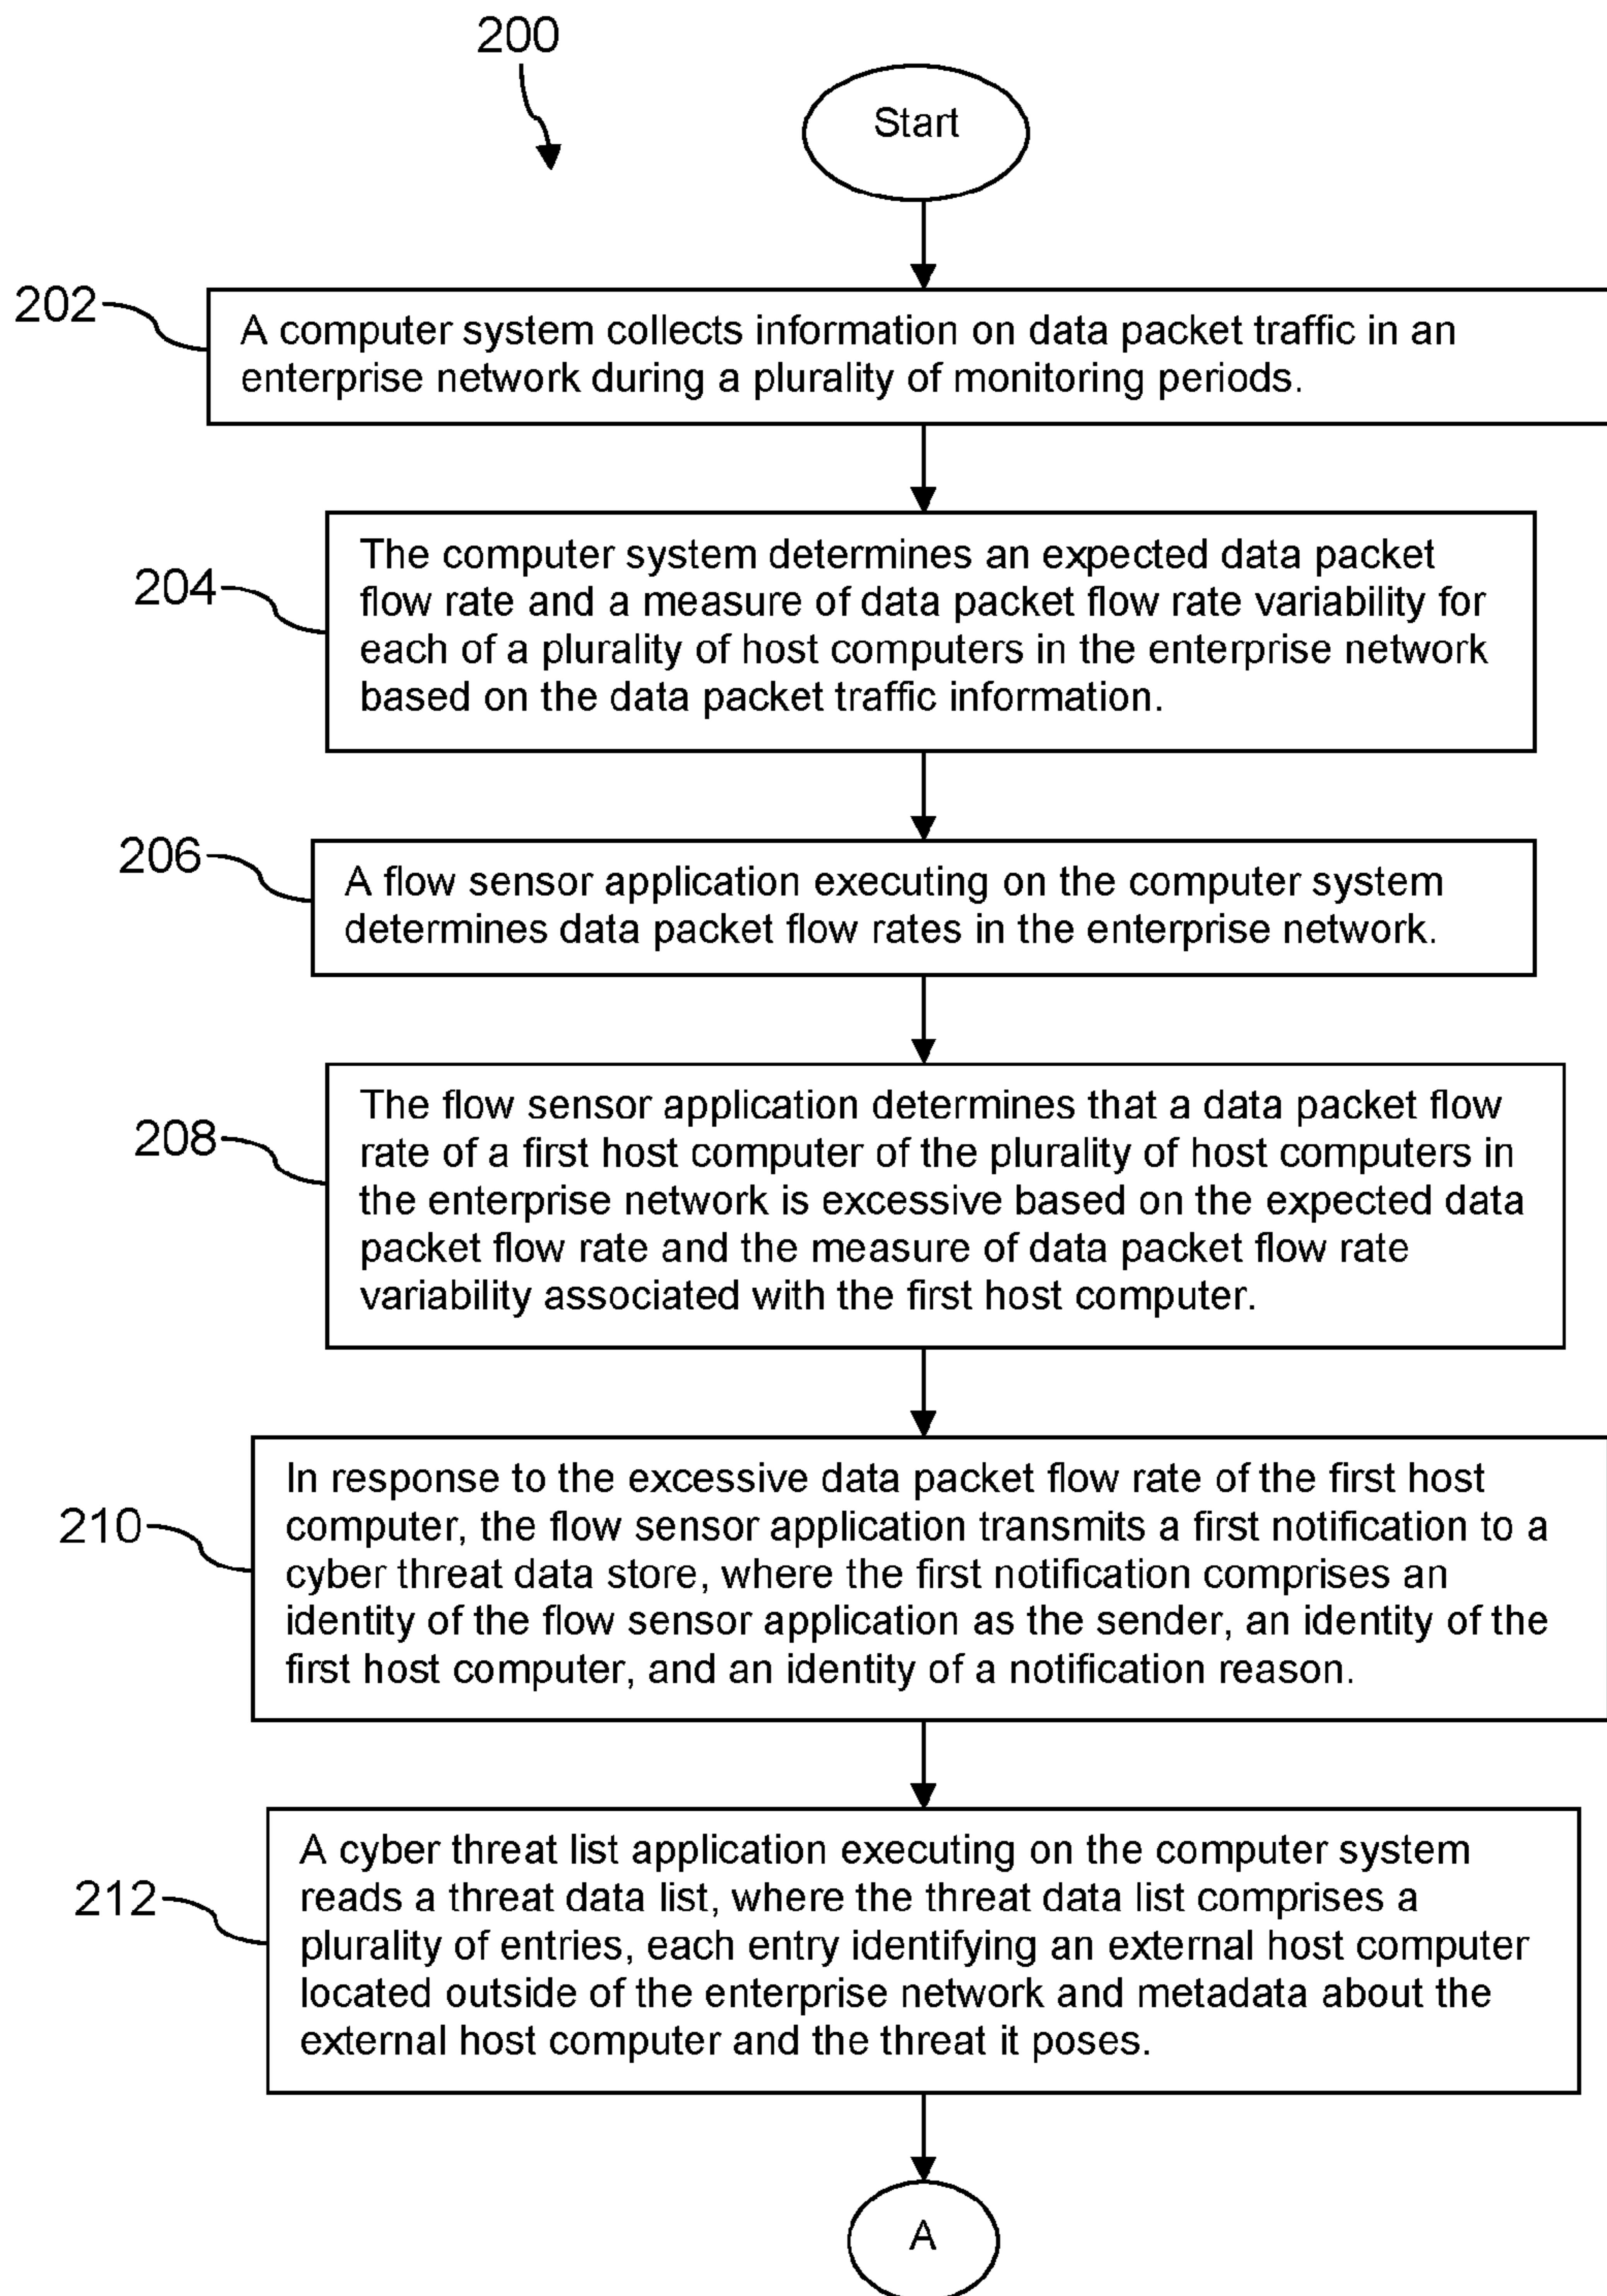 200
Start
202
A computer system collects information on data packet traffic in an
enterprise network during a plurality of monitoring periods.
204
The computer system determines an expected data packet
flow rate and a measure of data packet flow rate variability for
each of a plurality of host computers in the enterprise network
based on the data packet traffic information.
206
A flow sensor application executing on the computer system
determines data packet flow rates in the enterprise network.
208
The flow sensor application determines that a data packet flow
rate of a first host computer of the plurality of host computers in
the enterprise network is excessive based on the expected data
packet flow rate and the measure of data packet flow rate
variability associated with the first host computer.
210
In response to the excessive data packet flow rate of the first host
computer, the flow sensor application transmits a first notification to a
cyber threat data store, where the first notification comprises an
identity of the flow sensor application as the sender, an identity of the
first host computer, and an identity of a notification reason.
212
A cyber threat list application executing on the computer system
reads a threat data list, where the threat data list comprises a
plurality of entries, each entry identifying an external host computer
located outside of the enterprise network and metadata about the
external host computer and the threat it poses.
A